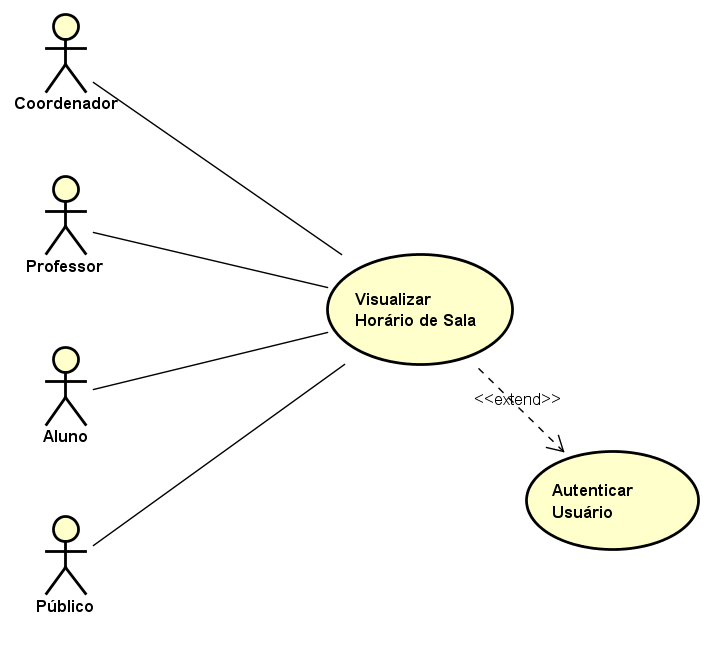 Coordenador
Professor
Visualizar
Horário de Sala
<<extend>>
Aluno
Autenticar
Usuário
Público